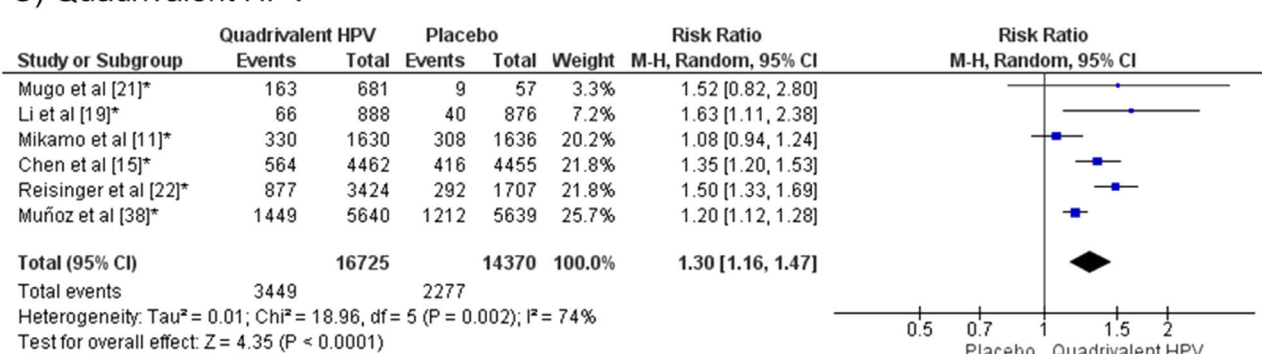 Quadrivalent HPV
Quadrivalent HPV Placebo Risk Ratio Risk Ratio
Study or Subgroup Events Total Events Total Weight M-H, Random, 95% CI M-H, Random, 95% CI
Mugo et al [21]* 163 681 9 57 3.3% 1.52 [0.82, 2.80]
Li et al [19]* 66 888 40 876 7.2% 1.63 [1.11, 2.38]
Mikamo et al [11]* 330 1630 308 1636 20.2% 1.08 [0.94, 1.24]
Chen et al [15]* 564 4462 416 4455 21.8% 1.35 [1.20, 1.53]
Reisinger et al [22]* 877 3424 292 1707 21.8% 1.50 [1.33, 1.69]
Muñoz et al [38]* 1449 5640 1212 5639 25.7% 1.20 [1.12, 1.28]
Total (95% CI) 16725 14370 100.0% 1.30 [1.16, 1.47]
Total events 3449 2277
Heterogeneity: Tau² = 0.01; Chi² = 18.96, df = 5 (P = 0.002); I² = 74%
Test for overall effect: Z = 4.35 (P < 0.0001)
0.5 0.7 1 1.5 2
Placebo Quadrivalent HPV